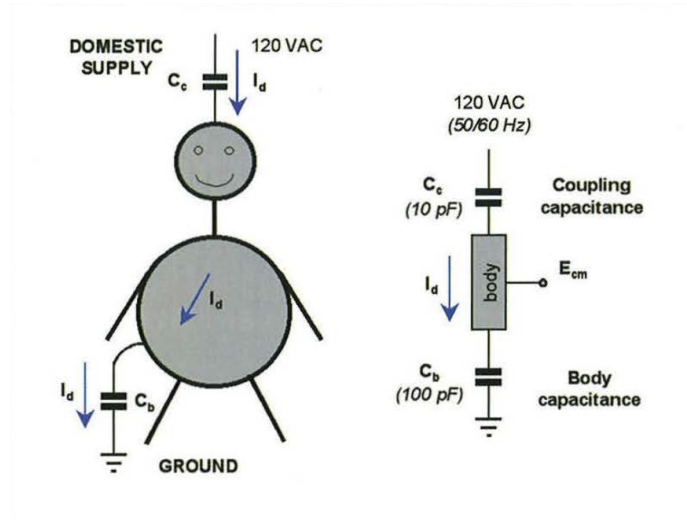 DOMESTIC
SUPPLY
120 VAC
Cc
Id
Id
Id
Cb
GROUND
120 VAC
(50/60 Hz)
Cc
(10 pF)
Coupling
capacitance
Id
body
Ecm
Cb
(100 pF)
Body
capacitance